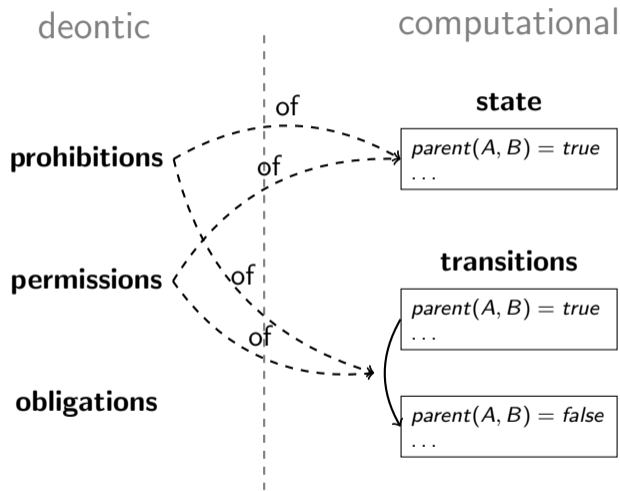 deontic
computational
state
of
prohibitions
parent(A, B) = true
. . .
of
permissions
of
transitions
parent(A, B) = true
. . .
of
obligations
parent(A, B) = false
. . .